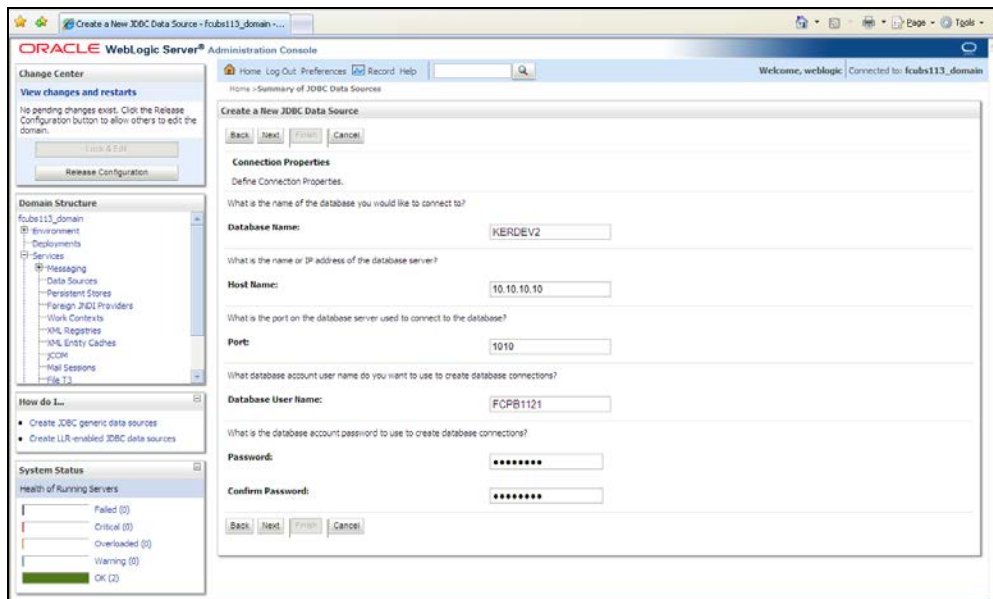 Create a New JDBC Data Source - fcubs113_domain -...
Page
Tools
ORACLE WebLogic Server® Administration Console
Change Center
View changes and restarts
No pending changes exist. Click the Release
Configuration button to allow others to edit the
domain.
Lock & Edit
Release Configuration
Domain Structure
fcubs113_domain
Environment
Deployments
Services
Messaging
Data Sources
Persistent Stores
Foreign JNDI Providers
Work Contexts
XML Registries
XML Entity Caches
jCOM
Mail Sessions
File T3
How do I...
Create JDBC generic data sources
Create LLR-enabled JDBC data sources
System Status
Health of Running Servers
Failed (0)
Critical (0)
Overloaded (0)
Warning (0)
OK (2)
Home Log Out Preferences Record Help
Welcome, weblogic Connected to: fcubs113_domain
Home >Summary of JDBC Data Sources
Create a New JDBC Data Source
Back Next Finish Cancel
Connection Properties
Define Connection Properties.
What is the name of the database you would like to connect to?
Database Name: KERDEV2
What is the name or IP address of the database server?
Host Name: 10.10.10.10
What is the port on the database server used to connect to the database?
Port: 1010
What database account user name do you want to use to create database connections?
Database User Name: FCPB1121
What is the database account password to use to create database connections?
Password: ●●●●●●●●
Confirm Password: ●●●●●●●●
Back Next Finish Cancel